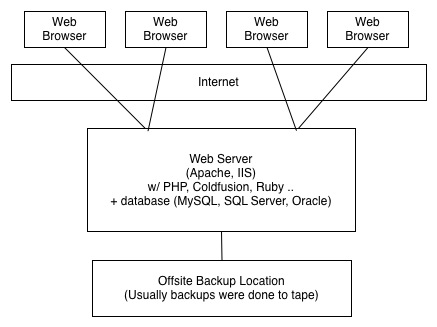 Web
Browser
Web
Browser
Web
Browser
Web
Browser
Internet
Web Server
(Apache, IIS)
w/ PHP, Coldfusion, Ruby ..
+ database (MySQL, SQL Server, Oracle)
Offsite Backup Location
(Usually backups were done to tape)